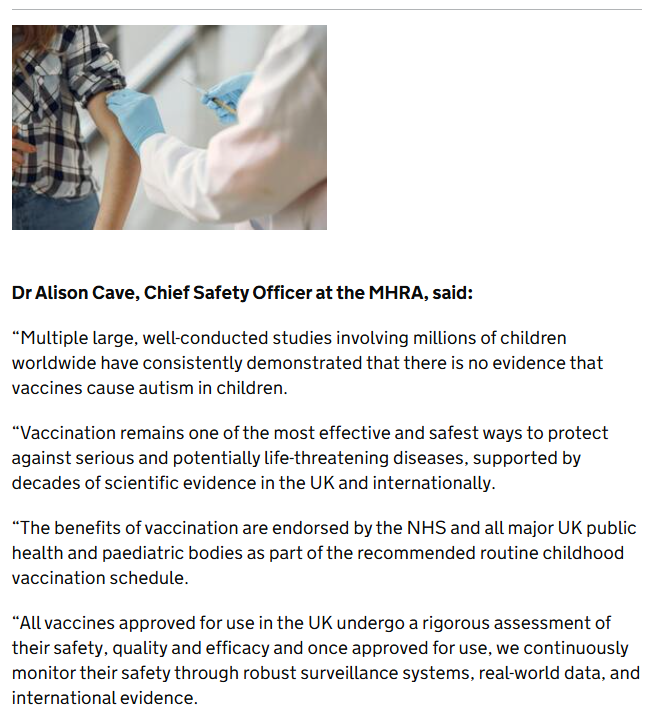 Dr Alison Cave, Chief Safety Officer at the MHRA, said:
“Multiple large, well-conducted studies involving millions of children
worldwide have consistently demonstrated that there is no evidence that
vaccines cause autism in children.
“Vaccination remains one of the most effective and safest ways to protect
against serious and potentially life-threatening diseases, supported by
decades of scientific evidence in the UK and internationally.
“The benefits of vaccination are endorsed by the NHS and all major UK public
health and paediatric bodies as part of the recommended routine childhood
vaccination schedule.
“All vaccines approved for use in the UK undergo a rigorous assessment of
their safety, quality and efficacy and once approved for use, we continuously
monitor their safety through robust surveillance systems, real-world data, and
international evidence.